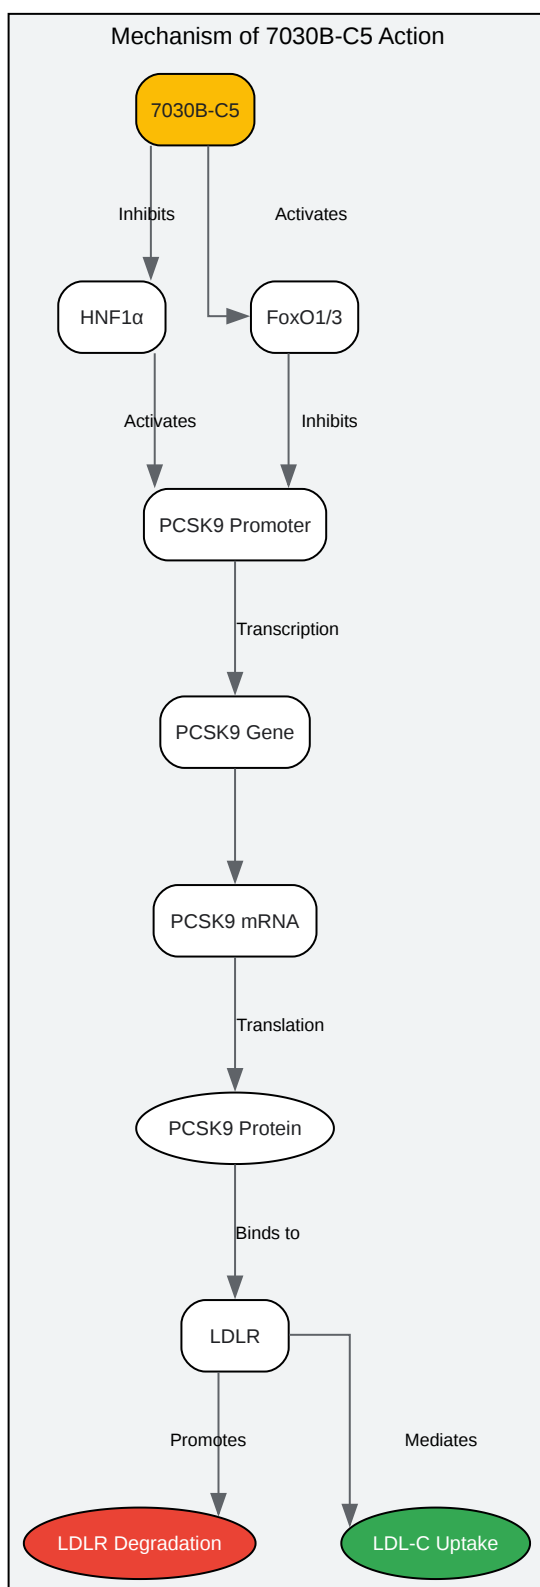 Mechanism of 7030B-C5 Action
7030B-C5
Inhibits
Activates
HNF1α
FoxO1/3
Activates
Inhibits
PCSK9 Promoter
Transcription
PCSK9 Gene
PCSK9 mRNA
Translation
PCSK9 Protein
Binds to
LDLR
Promotes
Mediates
LDLR Degradation
LDL-C Uptake